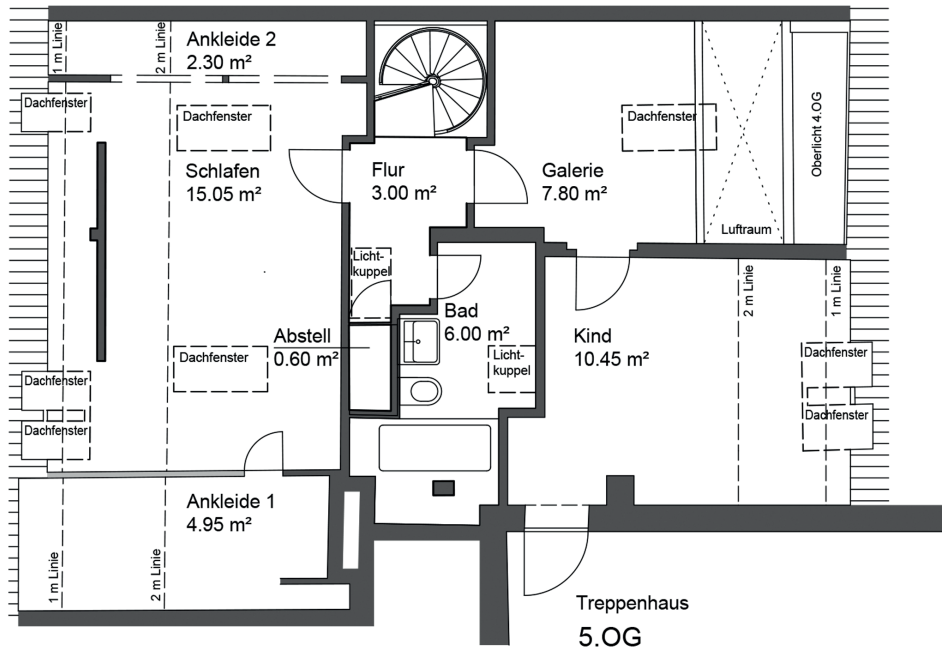 1 m Linie
2 m Linie
Ankleide 2
2.30 m²
Dachfenster
Dachfenster
Schlafen
15.05 m²
Flur
3.00 m²
Galerie
7.80 m²
Dachfenster
Luftraum
Oberlicht 4.OG
Licht-
kuppel
Abstell
0.60 m²
Bad
6.00 m²
Licht-
kuppel
Kind
10.45 m²
2 m Linie
1 m Linie
Dachfenster
Dachfenster
Dachfenster
Dachfenster
Dachfenster
Ankleide 1
4.95 m²
1 m Linie
2 m Linie
Treppenhaus
5.OG